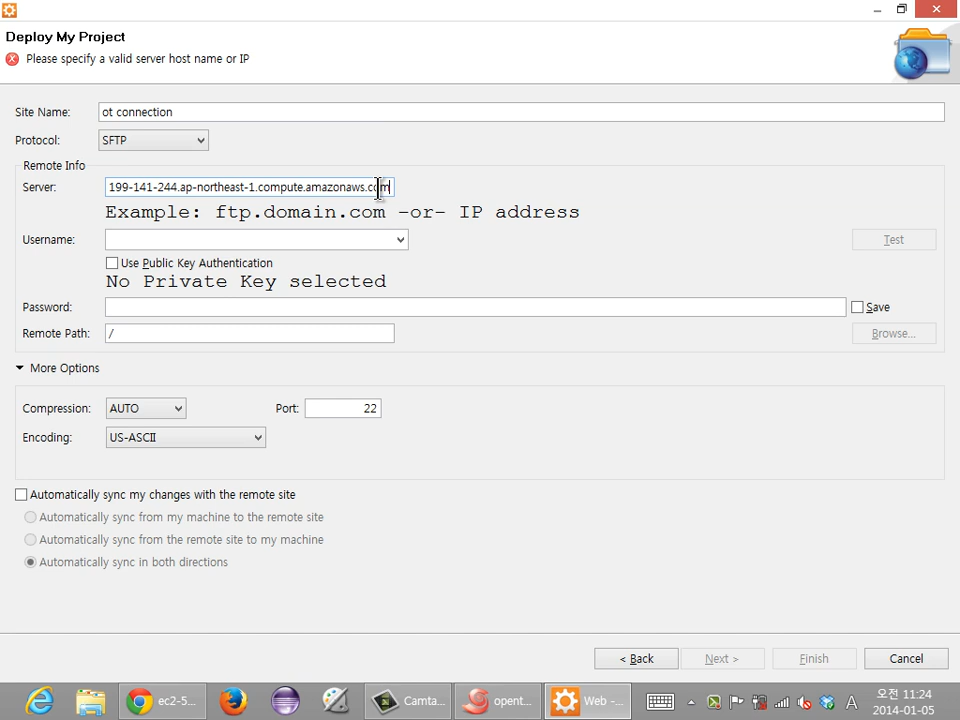 Deploy My Project
Please specify a valid server host name or IP
Site Name: ot connection
Protocol: SFTP
Remote Info
Server: 199-141-244.ap-northeast-1.compute.amazonaws.com
Example: ftp.domain.com -or- IP address
Username: Test
Use Public Key Authentication
No Private Key selected
Password: Save
Remote Path: / Browse...
More Options
Compression: AUTO Port: 22
Encoding: US-ASCII
Automatically sync my changes with the remote site
Automatically sync from my machine to the remote site
Automatically sync from the remote site to my machine
Automatically sync in both directions
< Back Next > Finish Cancel
ec2-5... Camta... opent... Web -... A 오전 11:24
2014-01-05